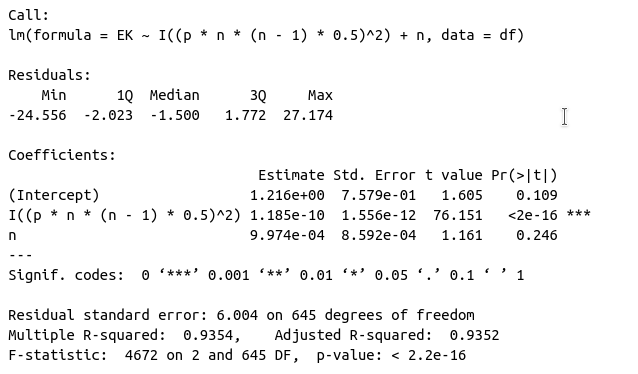 Call:
lm(formula = EK ~ I((p * n * (n - 1) * 0.5)^2) + n, data = df)
Residuals:
    Min      1Q  Median      3Q     Max
-24.556  -2.023  -1.500   1.772  27.174
Coefficients:
                              Estimate Std. Error t value Pr(>|t|)
(Intercept)                  1.216e+00  7.579e-01   1.605    0.109
I((p * n * (n - 1) * 0.5)^2) 1.185e-10  1.556e-12  76.151   <2e-16 ***
n                            9.974e-04  8.592e-04   1.161    0.246
---
Signif. codes:  0 ‘***’ 0.001 ‘**’ 0.01 ‘*’ 0.05 ‘.’ 0.1 ‘ ’ 1
Residual standard error: 6.004 on 645 degrees of freedom
Multiple R-squared:  0.9354,    Adjusted R-squared:  0.9352
F-statistic:  4672 on 2 and 645 DF,  p-value: < 2.2e-16